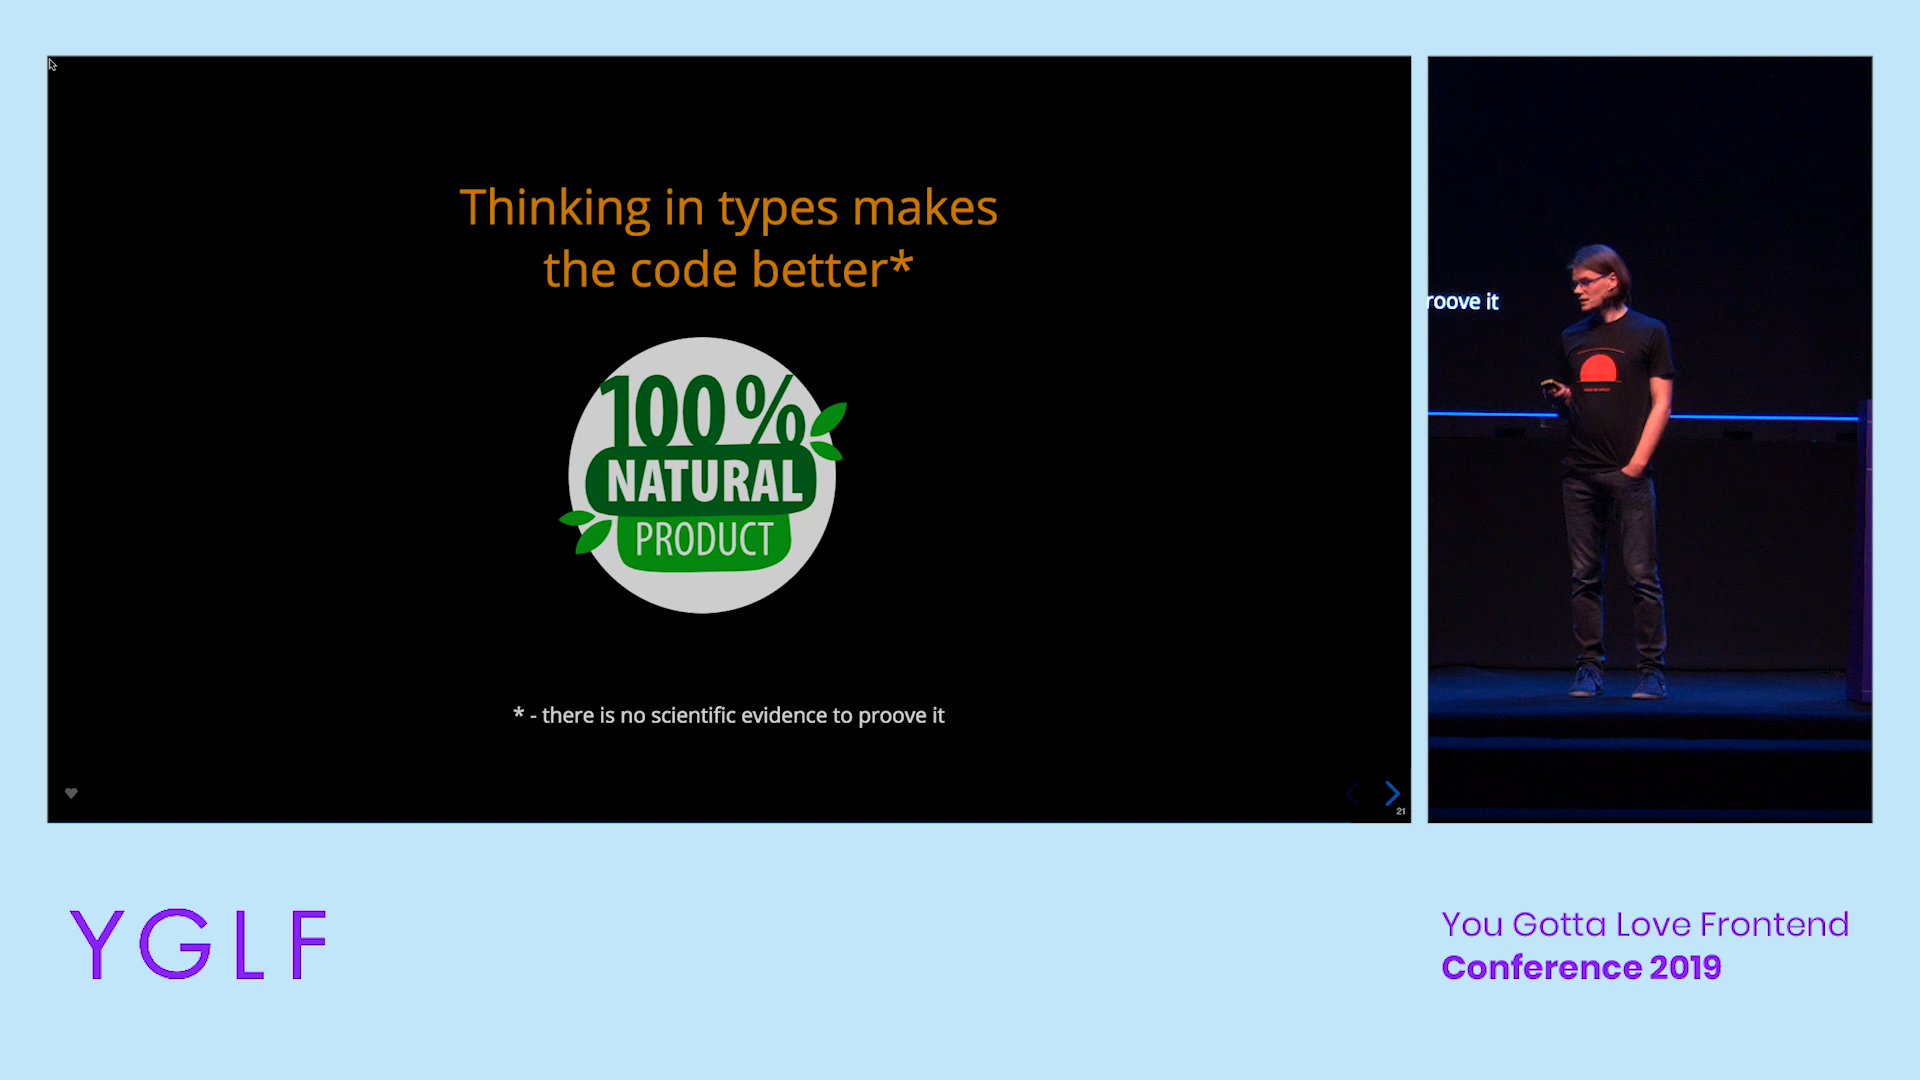 Thinking in types makes
the code better*
100%
NATURAL
PRODUCT
* - there is no scientific evidence to proove it
21
roove it
YGLF
You Gotta Love Frontend
Conference 2019